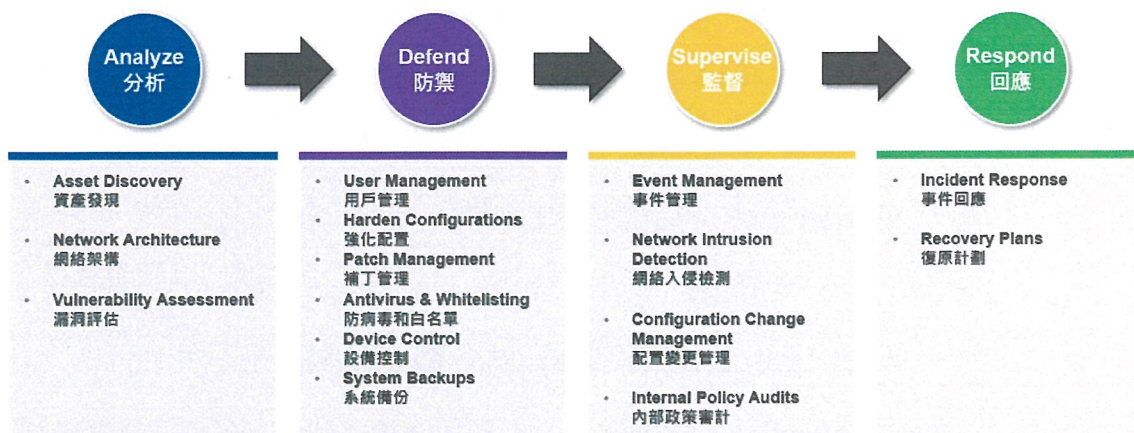 Analyze
分析
Defend
防禦
Supervise
監督
Respond
回應
• Asset Discovery
資產發現
• Network Architecture
網絡架構
• Vulnerability Assessment
漏洞評估
• User Management
用戶管理
• Harden Configurations
強化配置
• Patch Management
補丁管理
• Antivirus & Whitelisting
防病毒和白名單
• Device Control
設備控制
• System Backups
系統備份
• Event Management
事件管理
• Network Intrusion
Detection
網絡入侵檢測
• Configuration Change
Management
配置變更管理
• Internal Policy Audits
內部政策審計
• Incident Response
事件回應
• Recovery Plans
復原計劃